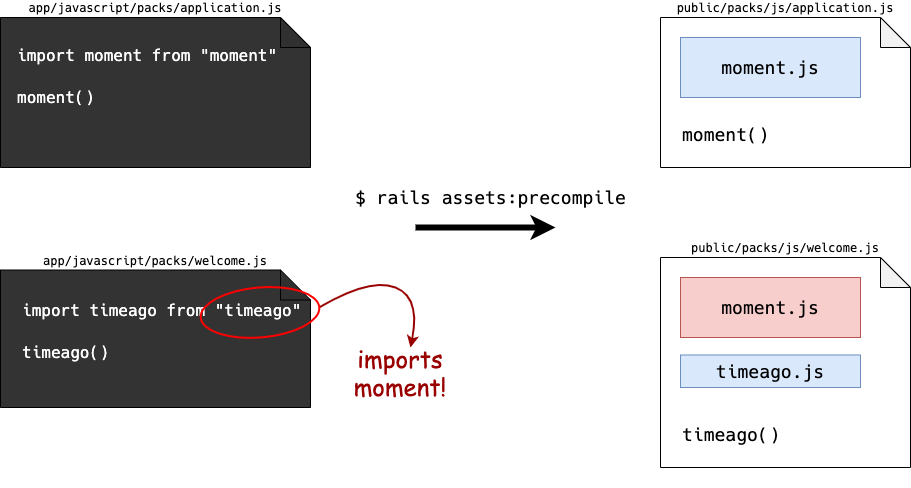 app/javascript/packs/application.js
import moment from "moment"
moment()
public/packs/js/application.js
moment.js
moment()
$ rails assets:precompile
app/javascript/packs/welcome.js
import timeago from "timeago"
timeago()
imports
moment!
public/packs/js/welcome.js
moment.js
timeago.js
timeago()